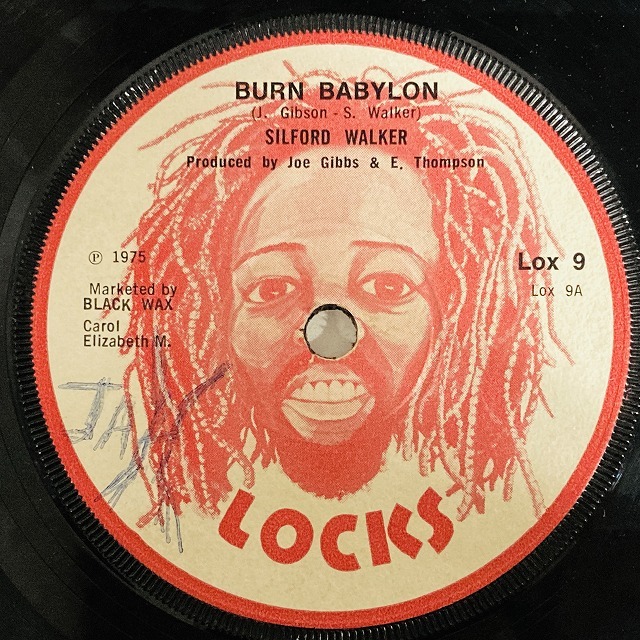 BURN BABYLON
(J. Gibson - S. Walker)
SILFORD WALKER
Produced by Joe Gibbs & E. Thompson
℗ 1975
Lox 9
Marketed by
BLACK WAX
Lox 9A
Carol
Elizabeth M.
JAH
LOCKS